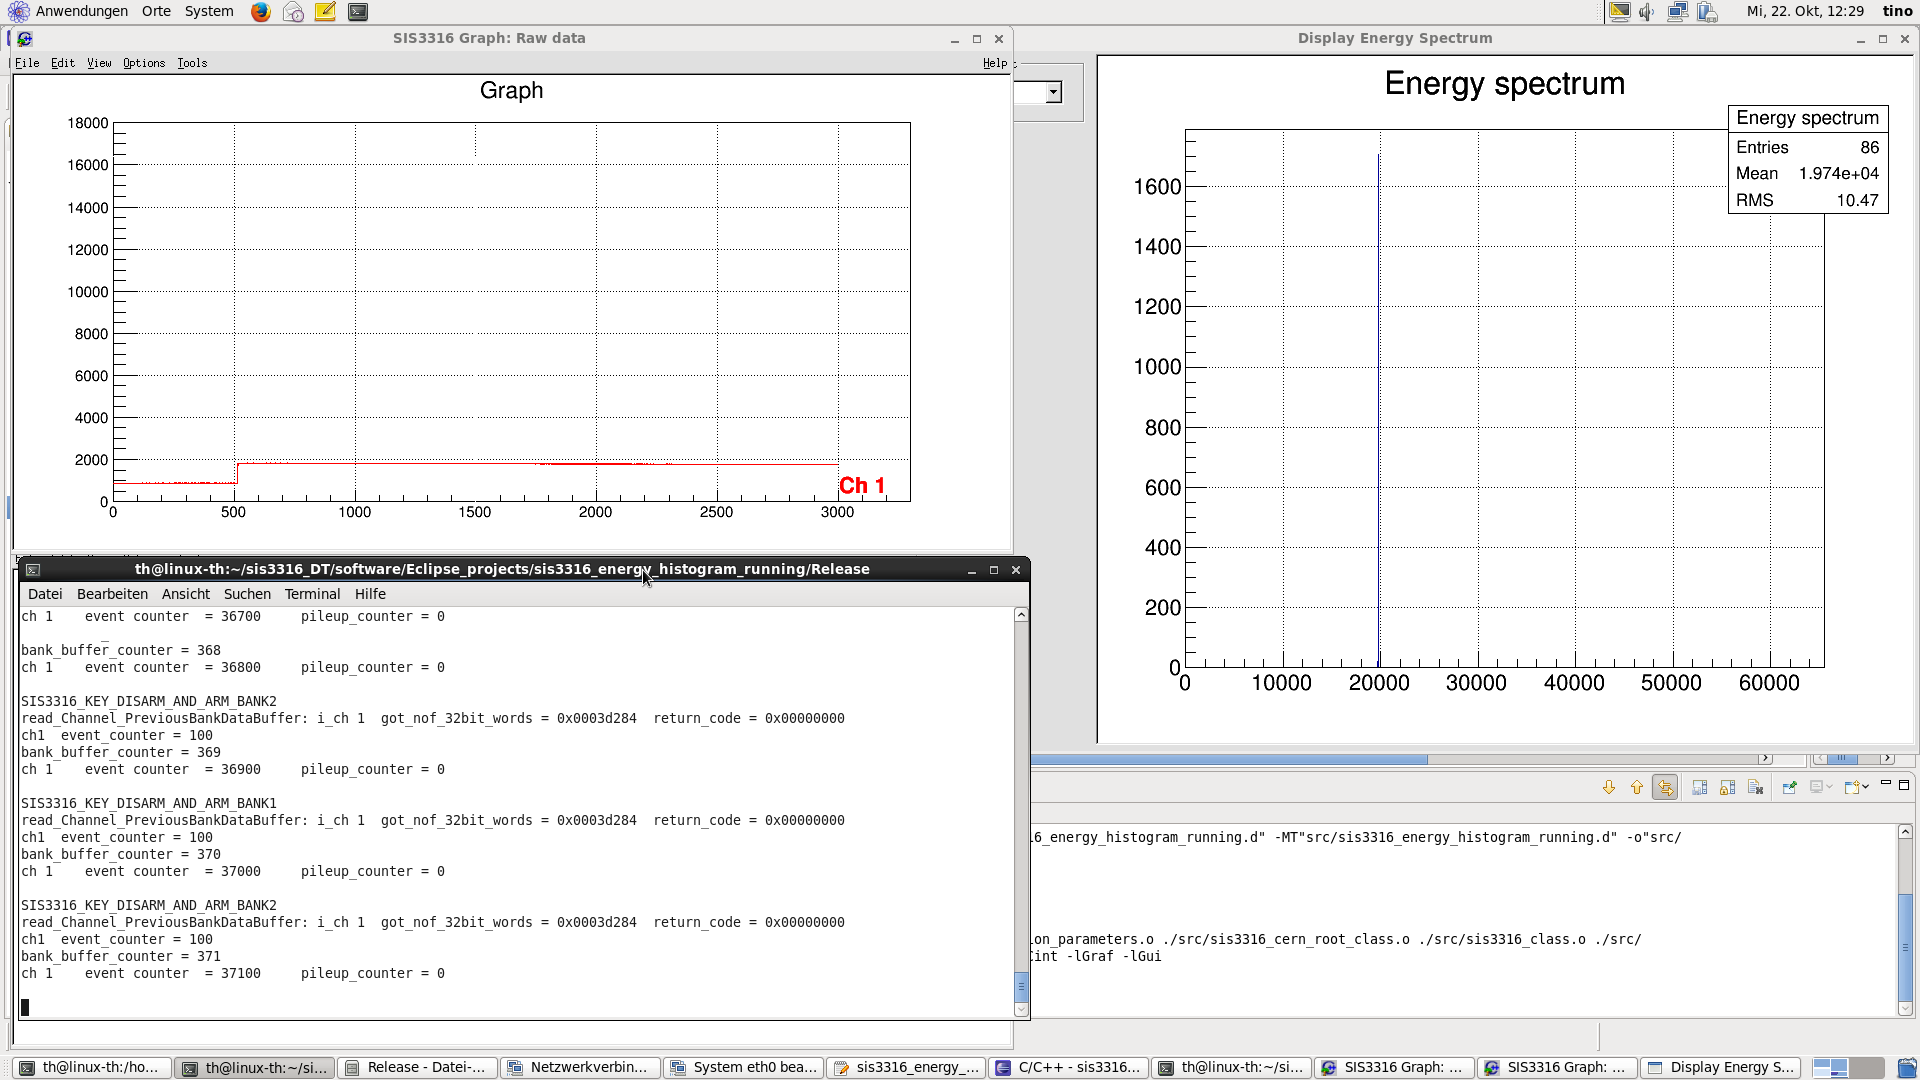 Anwendungen Orte System
Mi, 22. Okt, 12:29 tino
SIS3316 Graph: Raw data
File Edit View Options Tools Help
Graph
18000
16000
14000
12000
10000
8000
6000
4000
2000
0
0 500 1000 1500 2000 2500 3000
Ch 1
Display Energy Spectrum
Energy spectrum
Energy spectrum
Entries 86
Mean 1.974e+04
RMS 10.47
1600
1400
1200
1000
800
600
400
200
0
0 10000 20000 30000 40000 50000 60000
th@linux-th:~/sis3316_DT/software/Eclipse_projects/sis3316_energy_histogram_running/Release
Datei Bearbeiten Ansicht Suchen Terminal Hilfe
ch 1    event counter  = 36700     pileup_counter = 0
bank_buffer_counter = 368
ch 1    event counter  = 36800     pileup_counter = 0
SIS3316_KEY_DISARM_AND_ARM_BANK2
read_Channel_PreviousBankDataBuffer: i_ch 1  got_nof_32bit_words = 0x0003d284  return_code = 0x00000000
ch1  event_counter = 100
bank_buffer_counter = 369
ch 1    event counter  = 36900     pileup_counter = 0
SIS3316_KEY_DISARM_AND_ARM_BANK1
read_Channel_PreviousBankDataBuffer: i_ch 1  got_nof_32bit_words = 0x0003d284  return_code = 0x00000000
ch1  event_counter = 100
bank_buffer_counter = 370
ch 1    event counter  = 37000     pileup_counter = 0
SIS3316_KEY_DISARM_AND_ARM_BANK2
read_Channel_PreviousBankDataBuffer: i_ch 1  got_nof_32bit_words = 0x0003d284  return_code = 0x00000000
ch1  event_counter = 100
bank_buffer_counter = 371
ch 1    event counter  = 37100     pileup_counter = 0
16_energy_histogram_running.d" -MT"src/sis3316_energy_histogram_running.d" -o"src/
ion_parameters.o ./src/sis3316_cern_root_class.o ./src/sis3316_class.o ./src/
Cint -lGraf -lGui
th@linux-th:/ho...
th@linux-th:~/si...
Release - Datei-...
Netzwerkverbin...
System eth0 bea...
sis3316_energy_...
C/C++ - sis3316...
th@linux-th:~/si...
SIS3316 Graph: ...
SIS3316 Graph: ...
Display Energy S...